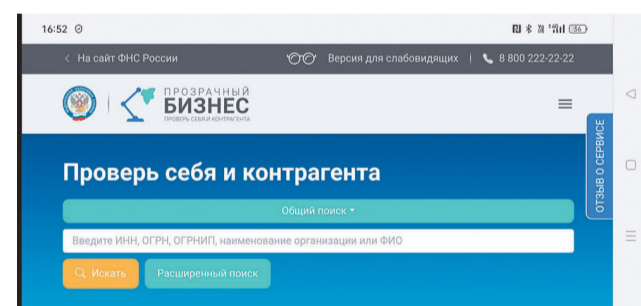 16:52
36
На сайт ФНС России
Версия для слабовидящих | 8 800 222-22-22
ПРОЗРАЧНЫЙ
БИЗНЕС
ПРОВЕРЬ СЕБЯ И КОНТРАГЕНТА
ОТЗЫВ О СЕРВИСЕ
Проверь себя и контрагента
Общий поиск
Введите ИНН, ОГРН, ОГРНИП, наименование организации или ФИО
Искать
Расширенный поиск